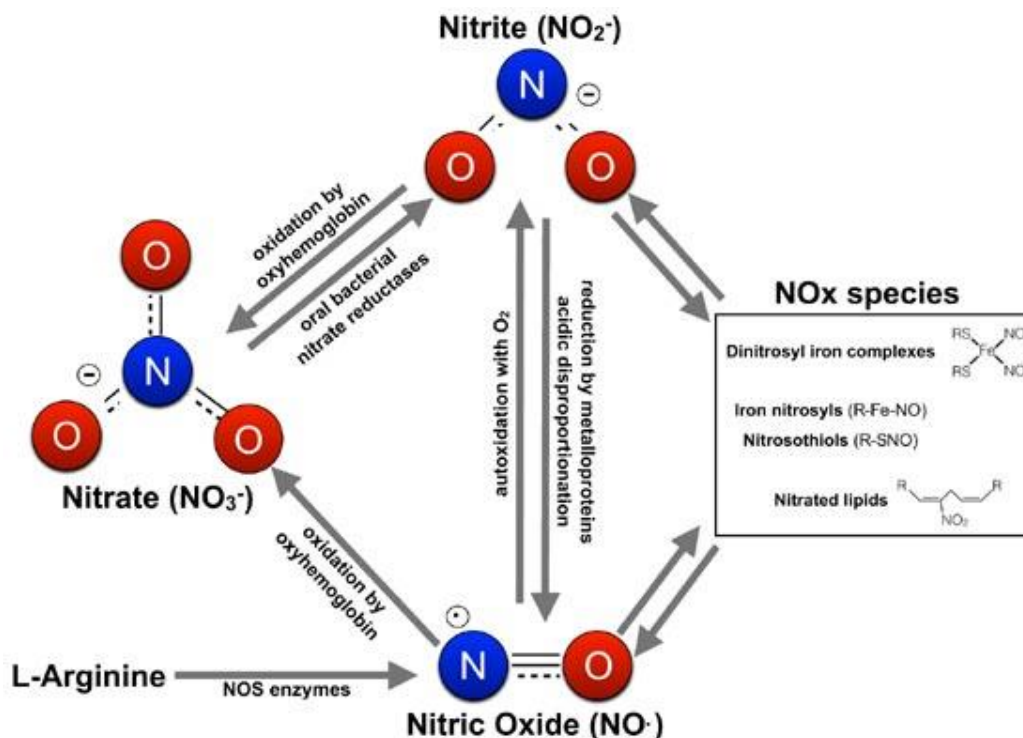 Nitrite (NO₂⁻)
N
⊖
O
O
oxidation by
oxyhemoglobin
oral bacterial
nitrate reductases
O
N
⊖
O
O
Nitrate (NO₃⁻)
autoxidation with O₂
reduction by metalloproteins
acidic disproportionation
NOx species
Dinitrosyl iron complexes
RS
NO
Fe
RS
NO
Iron nitrosyls (R-Fe-NO)
Nitrosothiols (R-SNO)
Nitrated lipids
R
R
NO₂
oxidation by
oxyhemoglobin
L-Arginine
NOS enzymes
N
O
Nitric Oxide (NO·)